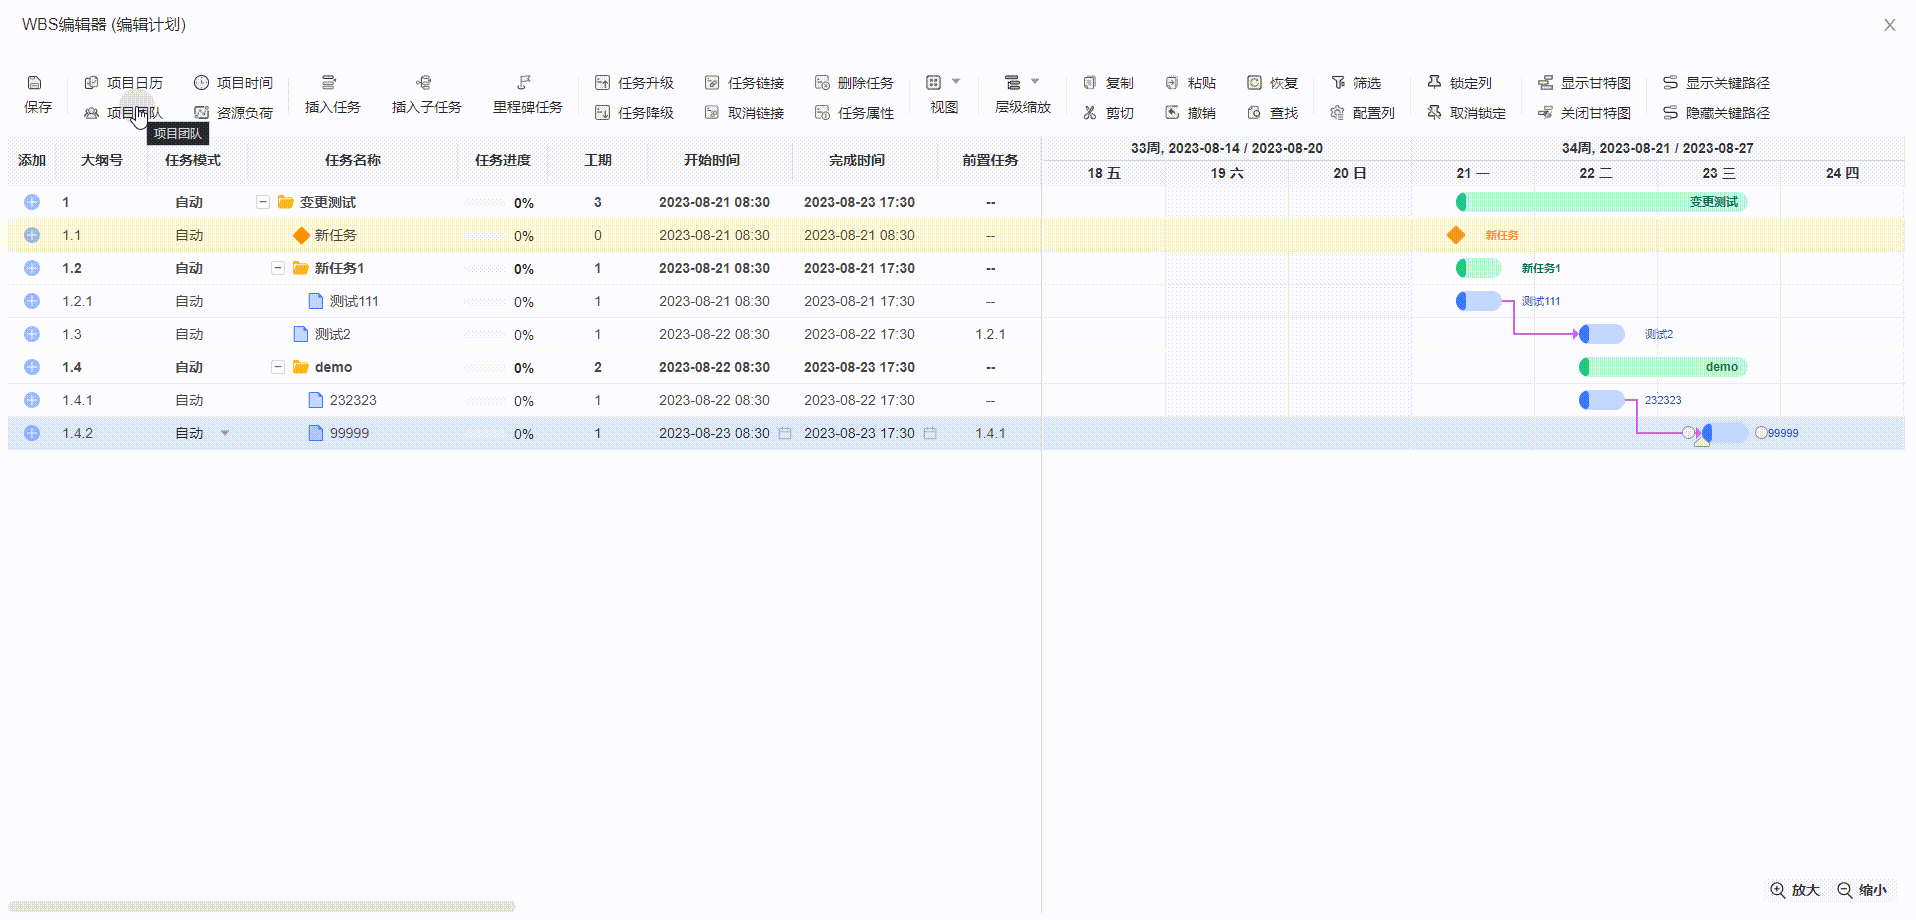 WBS编辑器 (编辑计划)
X
保存 项目日历 项目时间 插入任务 插入子任务 里程碑任务 任务升级 任务链接 删除任务 视图 层级缩放 复制 粘贴 恢复 筛选 锁定列 显示甘特图 显示关键路径
项目团队 资源负荷 任务降级 取消链接 任务属性 剪切 撤销 查找 配置列 取消锁定 关闭甘特图 隐藏关键路径
项目团队
添加 大纲号 任务模式 任务名称 任务进度 工期 开始时间 完成时间 前置任务
33周, 2023-08-14 / 2023-08-20 34周, 2023-08-21 / 2023-08-27
18 五 19 六 20 日 21 一 22 二 23 三 24 四
1 自动 变更测试 0% 3 2023-08-21 08:30 2023-08-23 17:30 -- 变更测试
1.1 自动 新任务 0% 0 2023-08-21 08:30 2023-08-21 08:30 -- 新任务
1.2 自动 新任务1 0% 1 2023-08-21 08:30 2023-08-21 17:30 -- 新任务1
1.2.1 自动 测试111 0% 1 2023-08-21 08:30 2023-08-21 17:30 -- 测试111
1.3 自动 测试2 0% 1 2023-08-22 08:30 2023-08-22 17:30 1.2.1 测试2
1.4 自动 demo 0% 2 2023-08-22 08:30 2023-08-23 17:30 -- demo
1.4.1 自动 232323 0% 1 2023-08-22 08:30 2023-08-22 17:30 -- 232323
1.4.2 自动 99999 0% 1 2023-08-23 08:30 2023-08-23 17:30 1.4.1 99999
放大 缩小